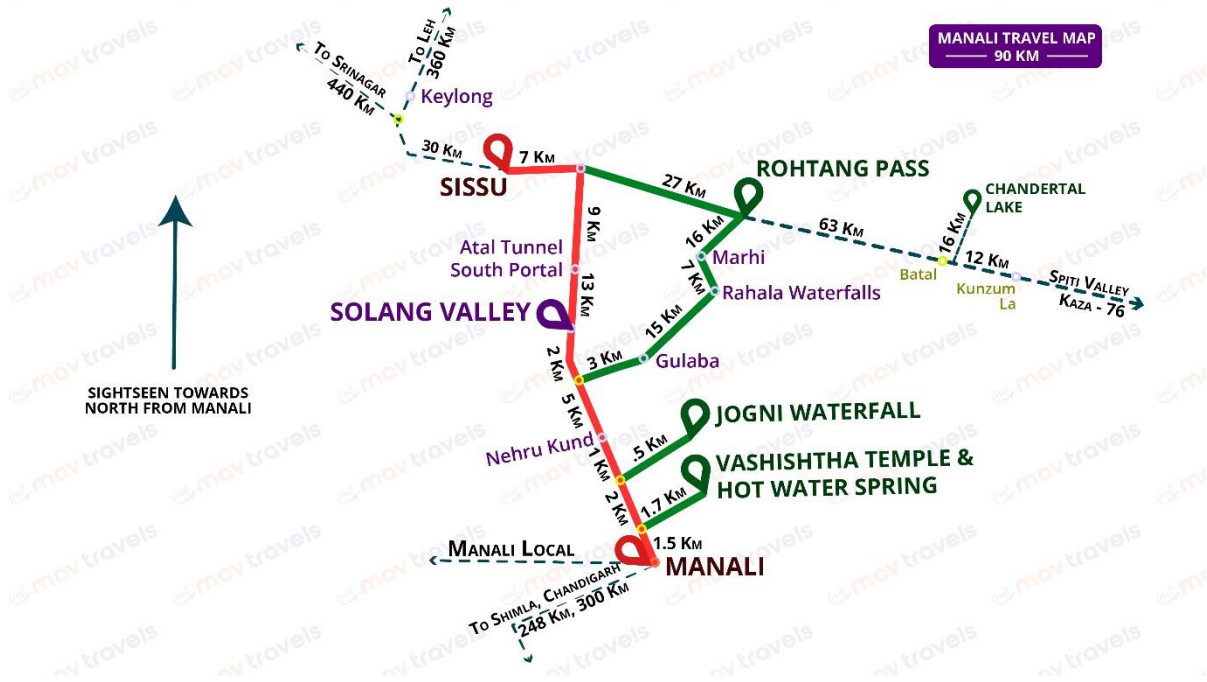 MANALI TRAVEL MAP
90 KM
To Leh
360 Km
To Srinagar
440 Km
Keylong
30 Km
7 Km
SISSU
27 Km
ROHTANG PASS
CHANDERTAL
LAKE
9 Km
16 Km
63 Km
16 Km
12 Km
Atal Tunnel
South Portal
Marhi
Batal
Kunzum
La
Spiti Valley
Kaza - 76
7 Km
Rahala Waterfalls
13 Km
SOLANG VALLEY
15 Km
2 Km
3 Km
Gulaba
SIGHTSEEN TOWARDS
NORTH FROM MANALI
5 Km
JOGNI WATERFALL
Nehru Kund
.5 Km
1 Km
VASHISHTHA TEMPLE &
HOT WATER SPRING
2 Km
1.7 Km
1.5 Km
Manali Local
MANALI
To Shimla, Chandigarh
248 Km, 300 Km
mav travels